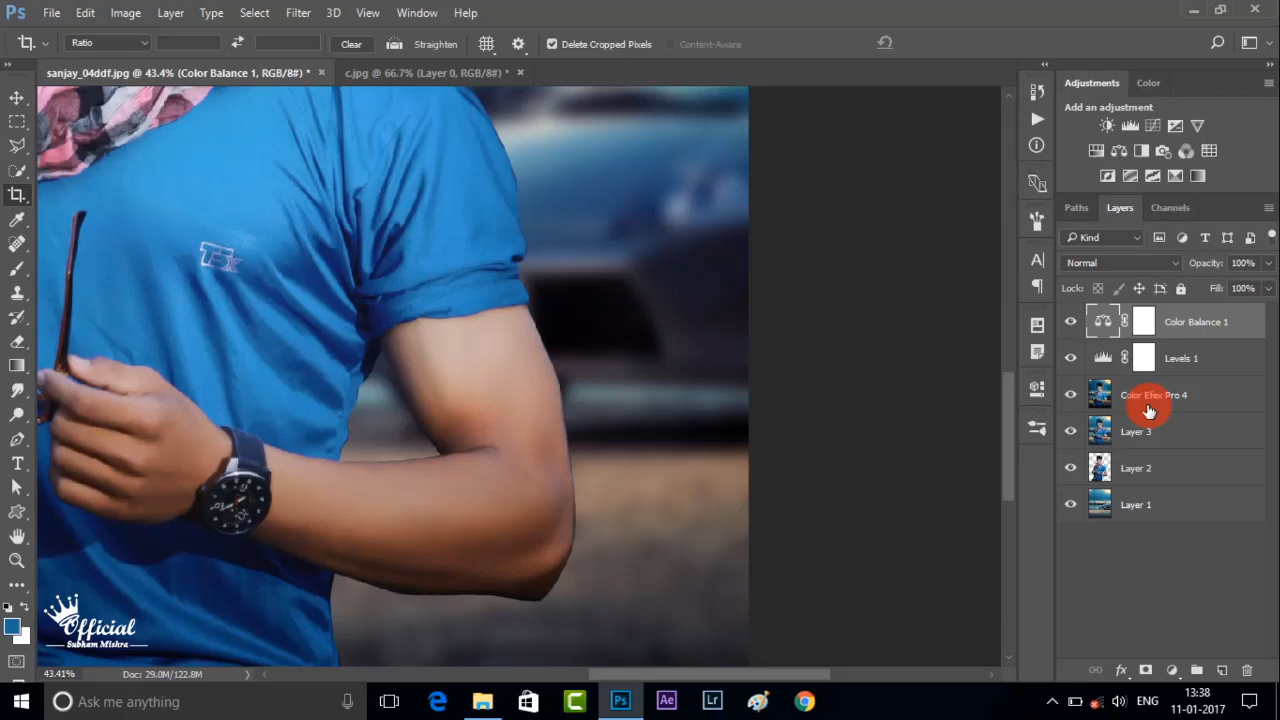 Ps File Edit Image Layer Type Select Filter 3D View Window Help
Ratio Clear Straighten Delete Cropped Pixels Content-Aware
sanjay_04ddf.jpg @ 43.4% (Color Balance 1, RGB/8#) * × c.jpg @ 66.7% (Layer 0, RGB/8#) * ×
Adjustments Color
Add an adjustment
Paths Layers Channels
Kind
Normal Opacity: 100%
Lock: Fill: 100%
Color Balance 1
Levels 1
Color Efex Pro 4
Layer 3
Layer 2
Layer 1
Official
Subham Mishra
43.41% Doc: 29.0M/122.8M
Ask me anything
Ps Ae Lr
ENG
13:38
11-01-2017